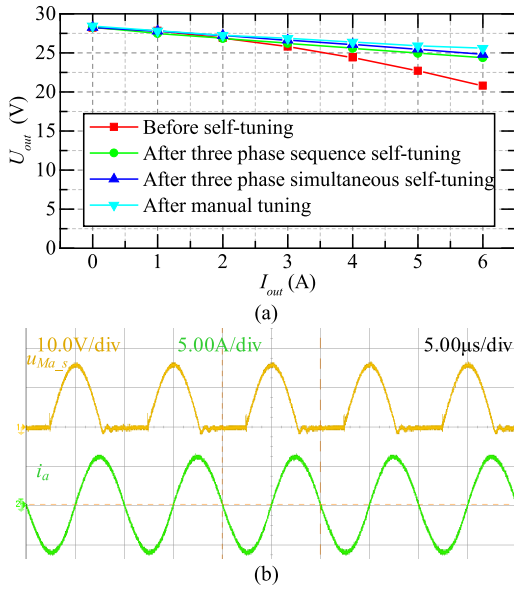 30
25
20
15
10
5
0
U_out (V)
Before self-tuning
After three phase sequence self-tuning
After three phase simultaneous self-tuning
After manual tuning
0 1 2 3 4 5 6
I_out (A)
(a)
10.0V/div 5.00A/div 5.00μs/div
u_Ma_s
i_a
(b)